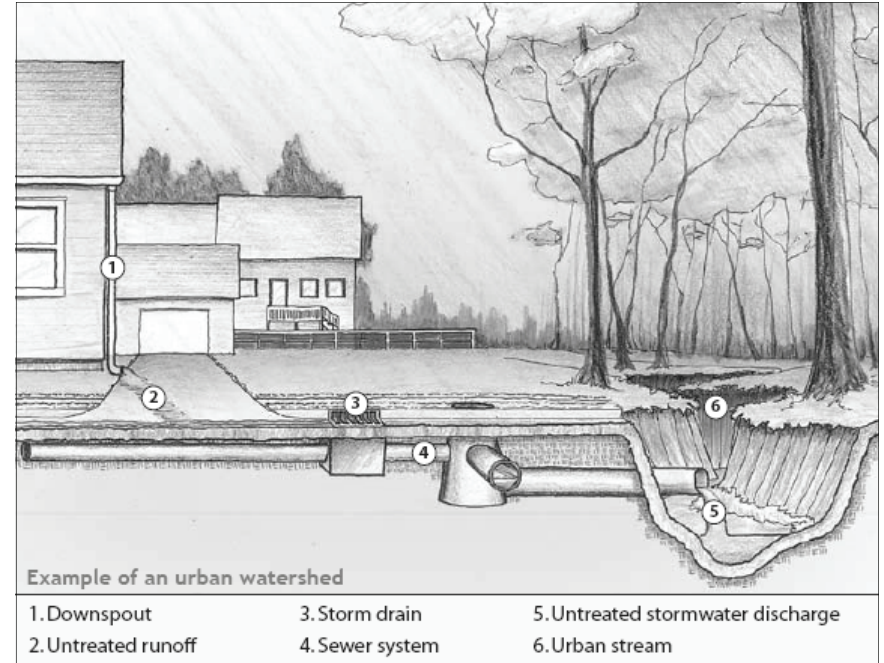 1
2
3
4
5
6
Example of an urban watershed
1. Downspout
2. Untreated runoff
3. Storm drain
4. Sewer system
5. Untreated stormwater discharge
6. Urban stream